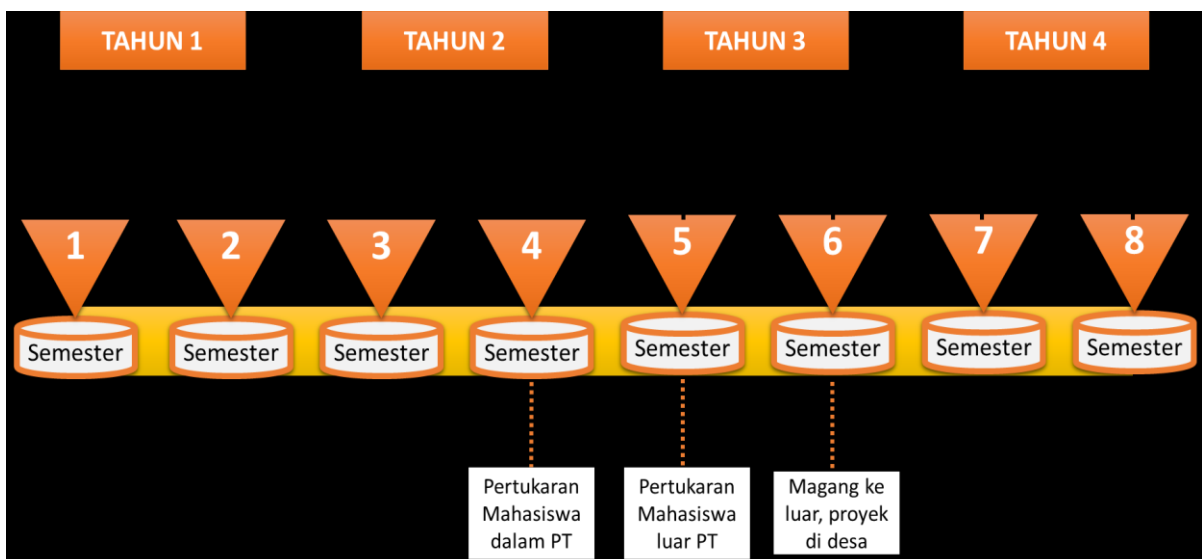 TAHUN 1
TAHUN 2
TAHUN 3
TAHUN 4
1
2
3
4
5
6
7
8
Semester
Semester
Semester
Semester
Semester
Semester
Semester
Semester
Pertukaran
Mahasiswa
dalam PT
Pertukaran
Mahasiswa
luar PT
Magang ke
luar, proyek
di desa